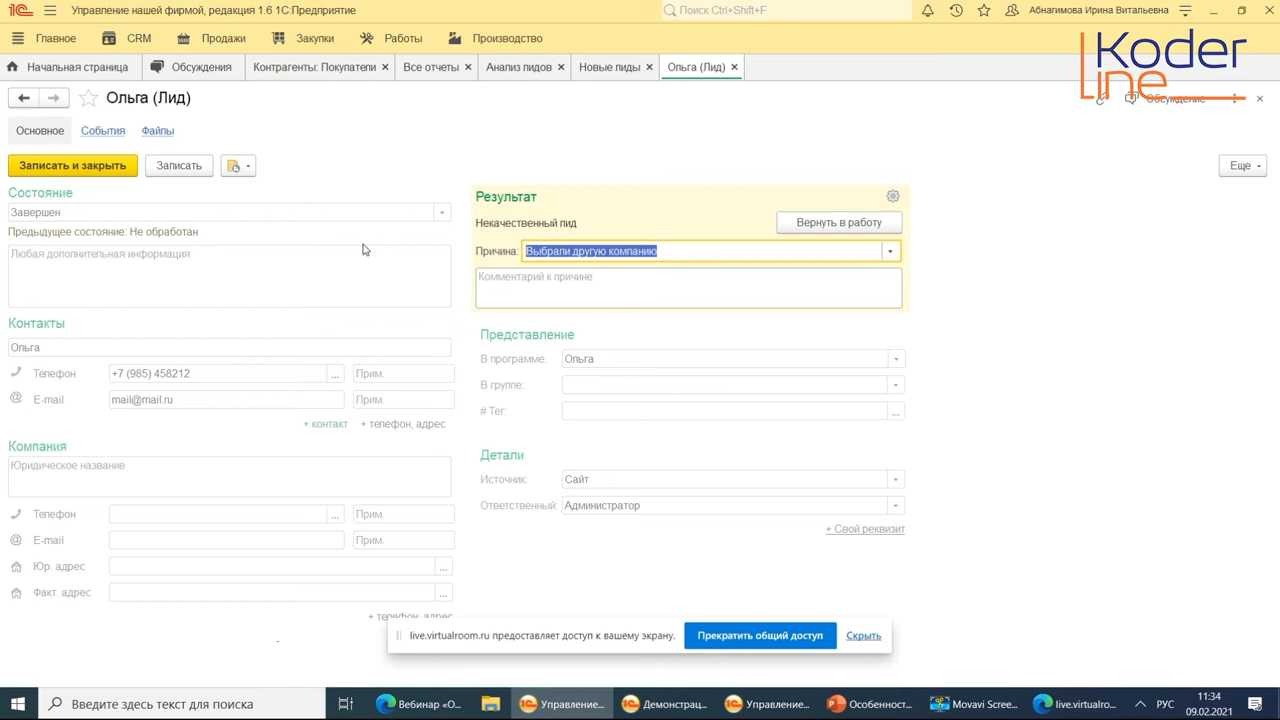 Управление нашей фирмой, редакция 1.6 1С:Предприятие
Поиск Ctrl+Shift+F
Абнагимова Ирина Витальевна
Главное CRM Продажи Закупки Работы Производство
Koder line
Начальная страница Обсуждения Контрагенты: Покупатели × Все отчеты × Анализ лидов × Новые лиды × Ольга (Лид) ×
Ольга (Лид)
Обсуждение
Основное События Файлы
Записать и закрыть Записать Еще
Состояние
Завершен
Предыдущее состояние: Не обработан
Любая дополнительная информация
Результат
Некачественный лид Вернуть в работу
Причина: Выбрали другую компанию
Комментарий к причине
Контакты
Ольга
Телефон +7 (985) 458212 ... Прим.
E-mail mail@mail.ru Прим.
+ контакт + телефон, адрес
Представление
В программе: Ольга
В группе:
# Тег: ...
Компания
Юридическое название
Телефон ... Прим.
E-mail Прим.
Юр. адрес ...
Факт. адрес ...
+ телефон, адрес
Детали
Источник: Сайт
Ответственный: Администратор
+ Свой реквизит
live.virtualroom.ru предоставляет доступ к вашему экрану. Прекратить общий доступ Скрыть
Введите здесь текст для поиска
Вебинар «О... Управление... Демонстрац... Управление... Особенност... Movavi Scree... live.virtualroo...
РУС
11:34
09.02.2021